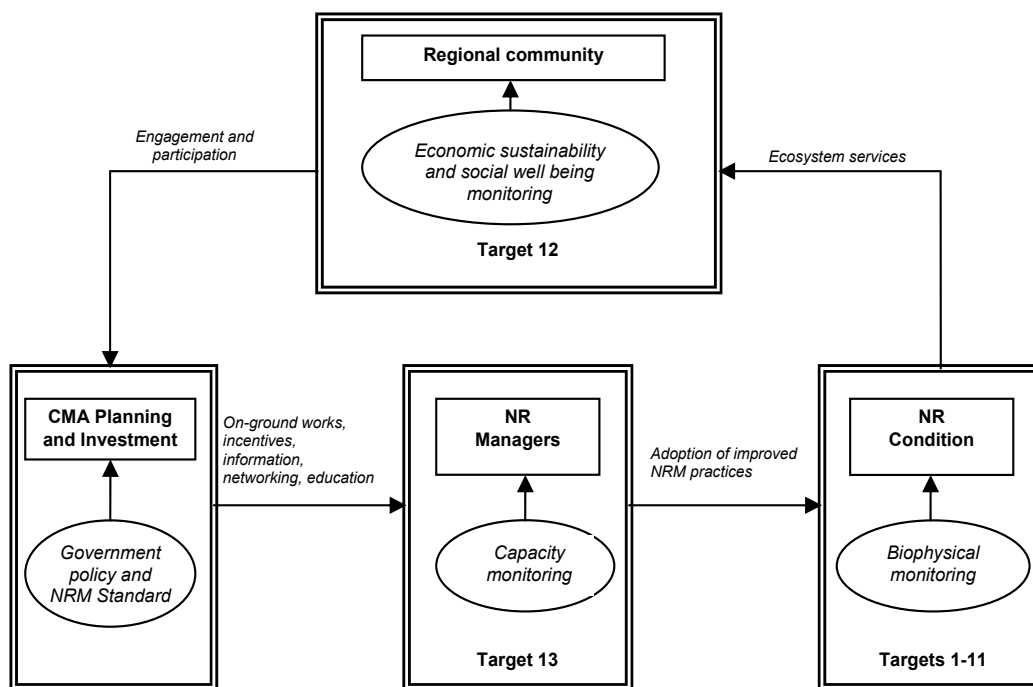 Regional community
Economic sustainability
and social well being
monitoring
Target 12
Engagement and
participation
Ecosystem services
CMA Planning
and Investment
Government
policy and
NRM Standard
On-ground works,
incentives,
information,
networking, education
NR
Managers
Capacity
monitoring
Target 13
Adoption of improved
NRM practices
NR
Condition
Biophysical
monitoring
Targets 1-11